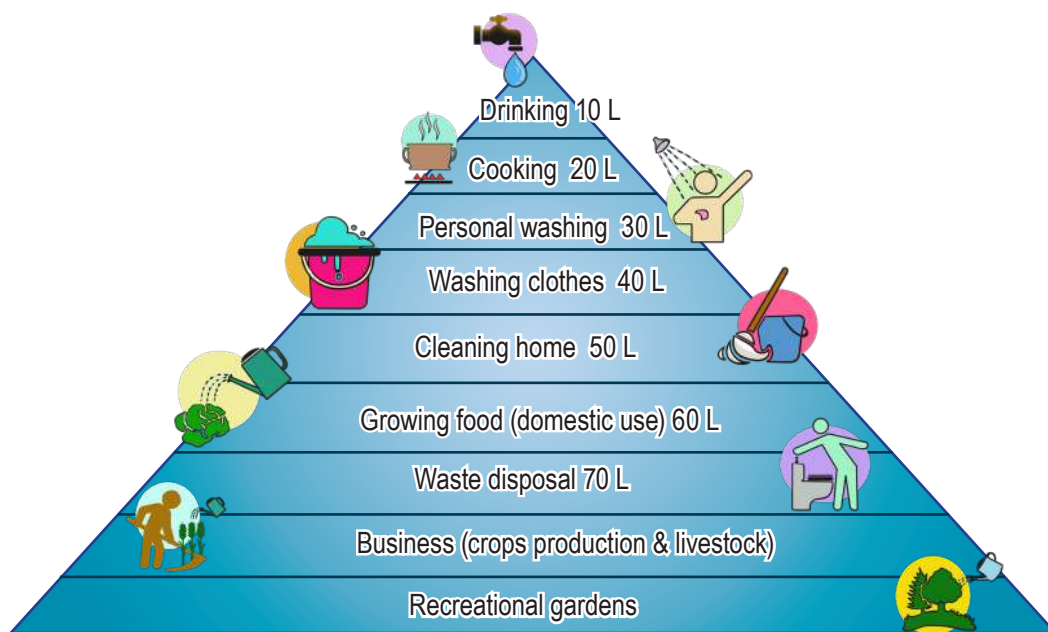 Drinking 10 L
Cooking 20 L
Personal washing 30 L
Washing clothes 40 L
Cleaning home 50 L
Growing food (domestic use) 60 L
Waste disposal 70 L
Business (crops production & livestock)
Recreational gardens